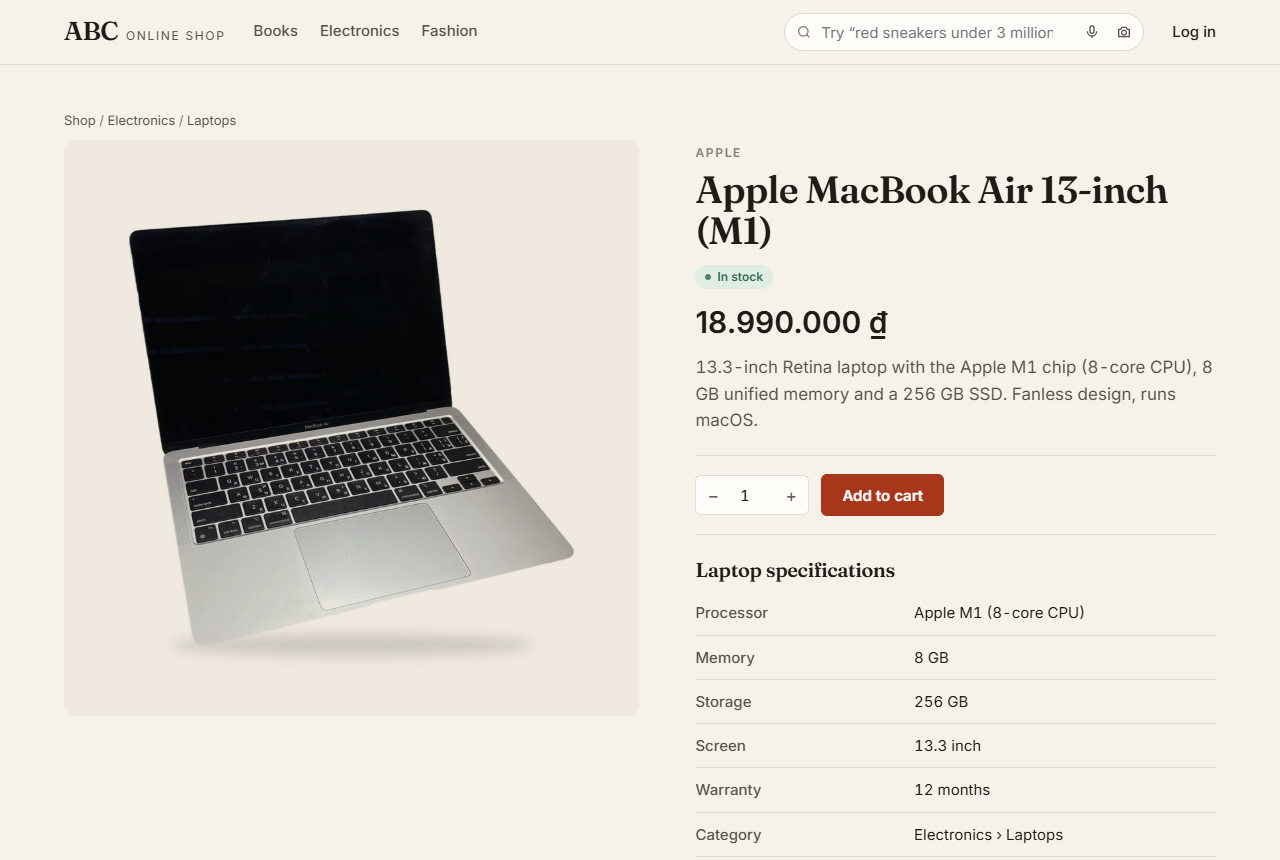 ABC ONLINE SHOP
Books
Electronics
Fashion
Try “red sneakers under 3 million
Log in
Shop / Electronics / Laptops
APPLE
Apple MacBook Air 13-inch
(M1)
In stock
18.990.000 ₫
13.3-inch Retina laptop with the Apple M1 chip (8-core CPU), 8
GB unified memory and a 256 GB SSD. Fanless design, runs
macOS.
− 1 +
Add to cart
Laptop specifications
Processor Apple M1 (8-core CPU)
Memory 8 GB
Storage 256 GB
Screen 13.3 inch
Warranty 12 months
Category Electronics › Laptops
MacBook Air